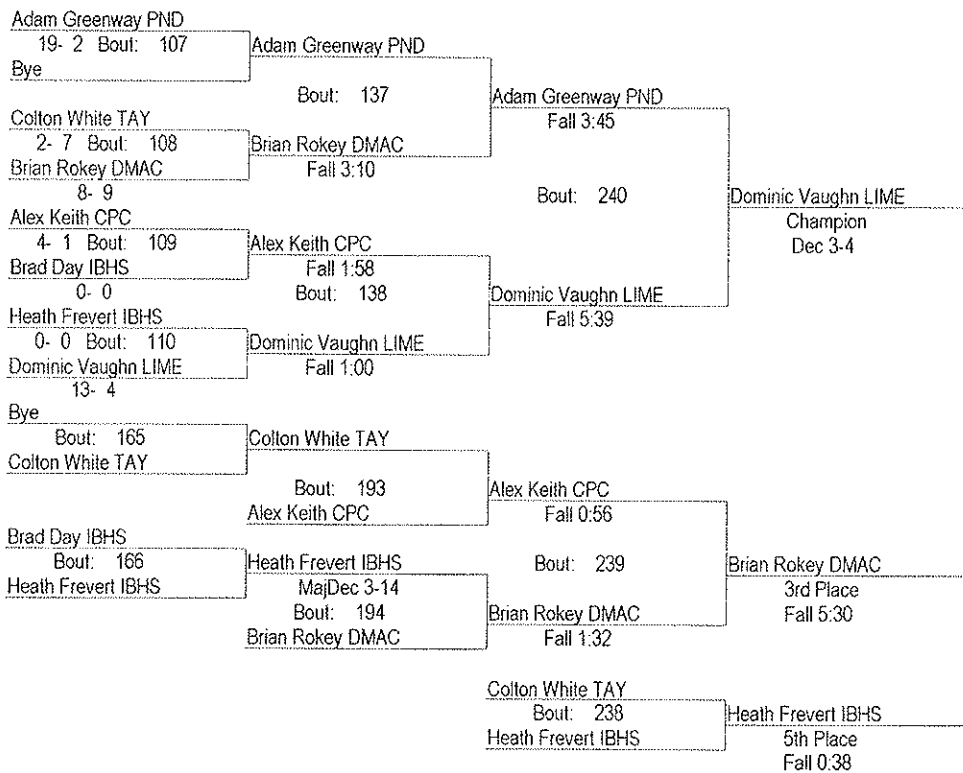 Adam Greenway PND
19- 2 Bout: 107
Bye
Adam Greenway PND
Bout: 137
Colton White TAY
2- 7 Bout: 108
Brian Rokey DMAC
8- 9
Brian Rokey DMAC
Fall 3:10
Adam Greenway PND
Fall 3:45
Bout: 240
Alex Keith CPC
4- 1 Bout: 109
Brad Day IBHS
0- 0
Alex Keith CPC
Fall 1:58
Bout: 138
Heath Frevert IBHS
0- 0 Bout: 110
Dominic Vaughn LIME
13- 4
Dominic Vaughn LIME
Fall 1:00
Dominic Vaughn LIME
Fall 5:39
Dominic Vaughn LIME
Champion
Dec 3-4
Bye
Bout: 165
Colton White TAY
Colton White TAY
Bout: 193
Alex Keith CPC
Alex Keith CPC
Fall 0:56
Bout: 239
Brad Day IBHS
Bout: 166
Heath Frevert IBHS
Heath Frevert IBHS
MajDec 3-14
Bout: 194
Brian Rokey DMAC
Brian Rokey DMAC
Fall 1:32
Brian Rokey DMAC
3rd Place
Fall 5:30
Colton White TAY
Bout: 238
Heath Frevert IBHS
Heath Frevert IBHS
5th Place
Fall 0:38